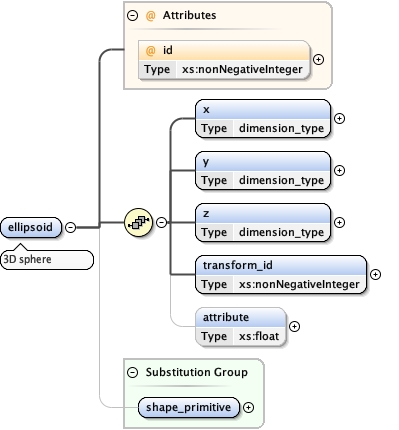 @ Attributes
@ id
Type xs:nonNegativeInteger
x
Type dimension_type
y
Type dimension_type
z
Type dimension_type
ellipsoid
3D sphere
transform_id
Type xs:nonNegativeInteger
attribute
Type xs:float
Substitution Group
shape_primitive